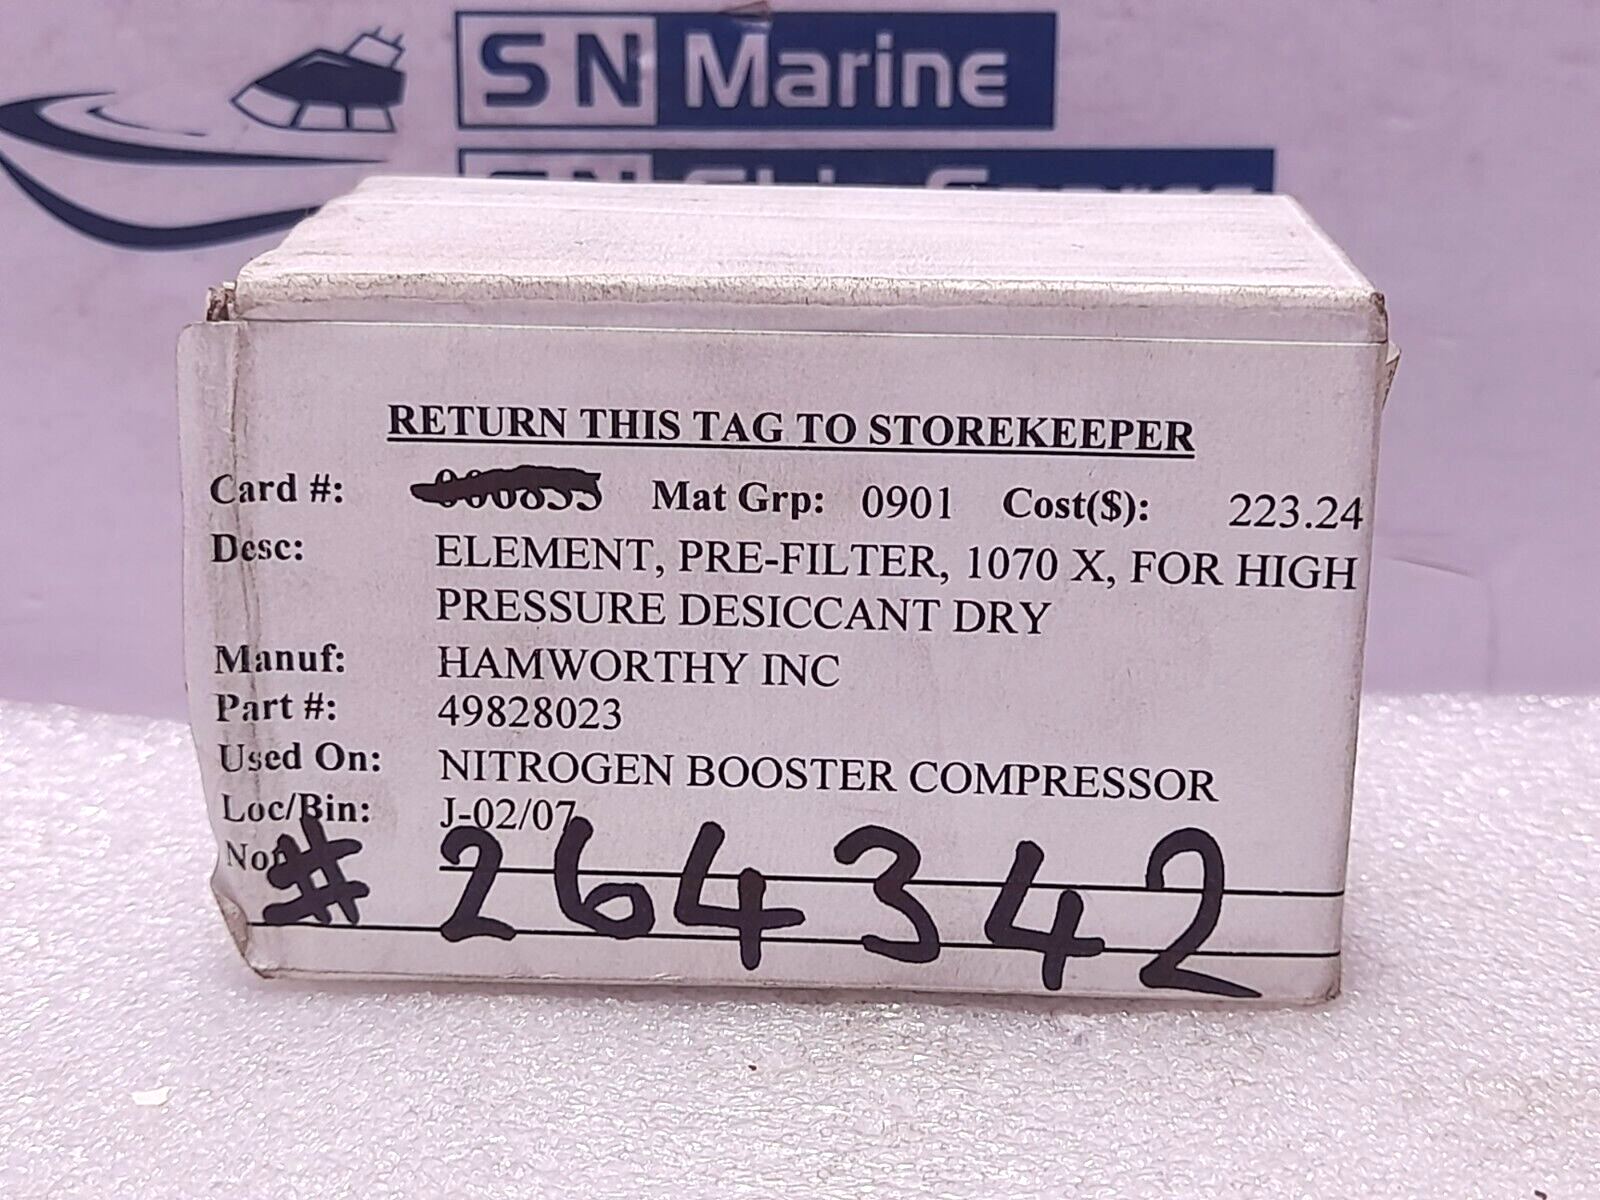 SN Marine
RETURN THIS TAG TO STOREKEEPER
Card #: Mat Grp: 0901 Cost($): 223.24
Desc: ELEMENT, PRE-FILTER, 1070 X, FOR HIGH
PRESSURE DESICCANT DRY
Manuf: HAMWORTHY INC
Part #: 49828023
Used On: NITROGEN BOOSTER COMPRESSOR
Loc/Bin: J-02/07
# 264342